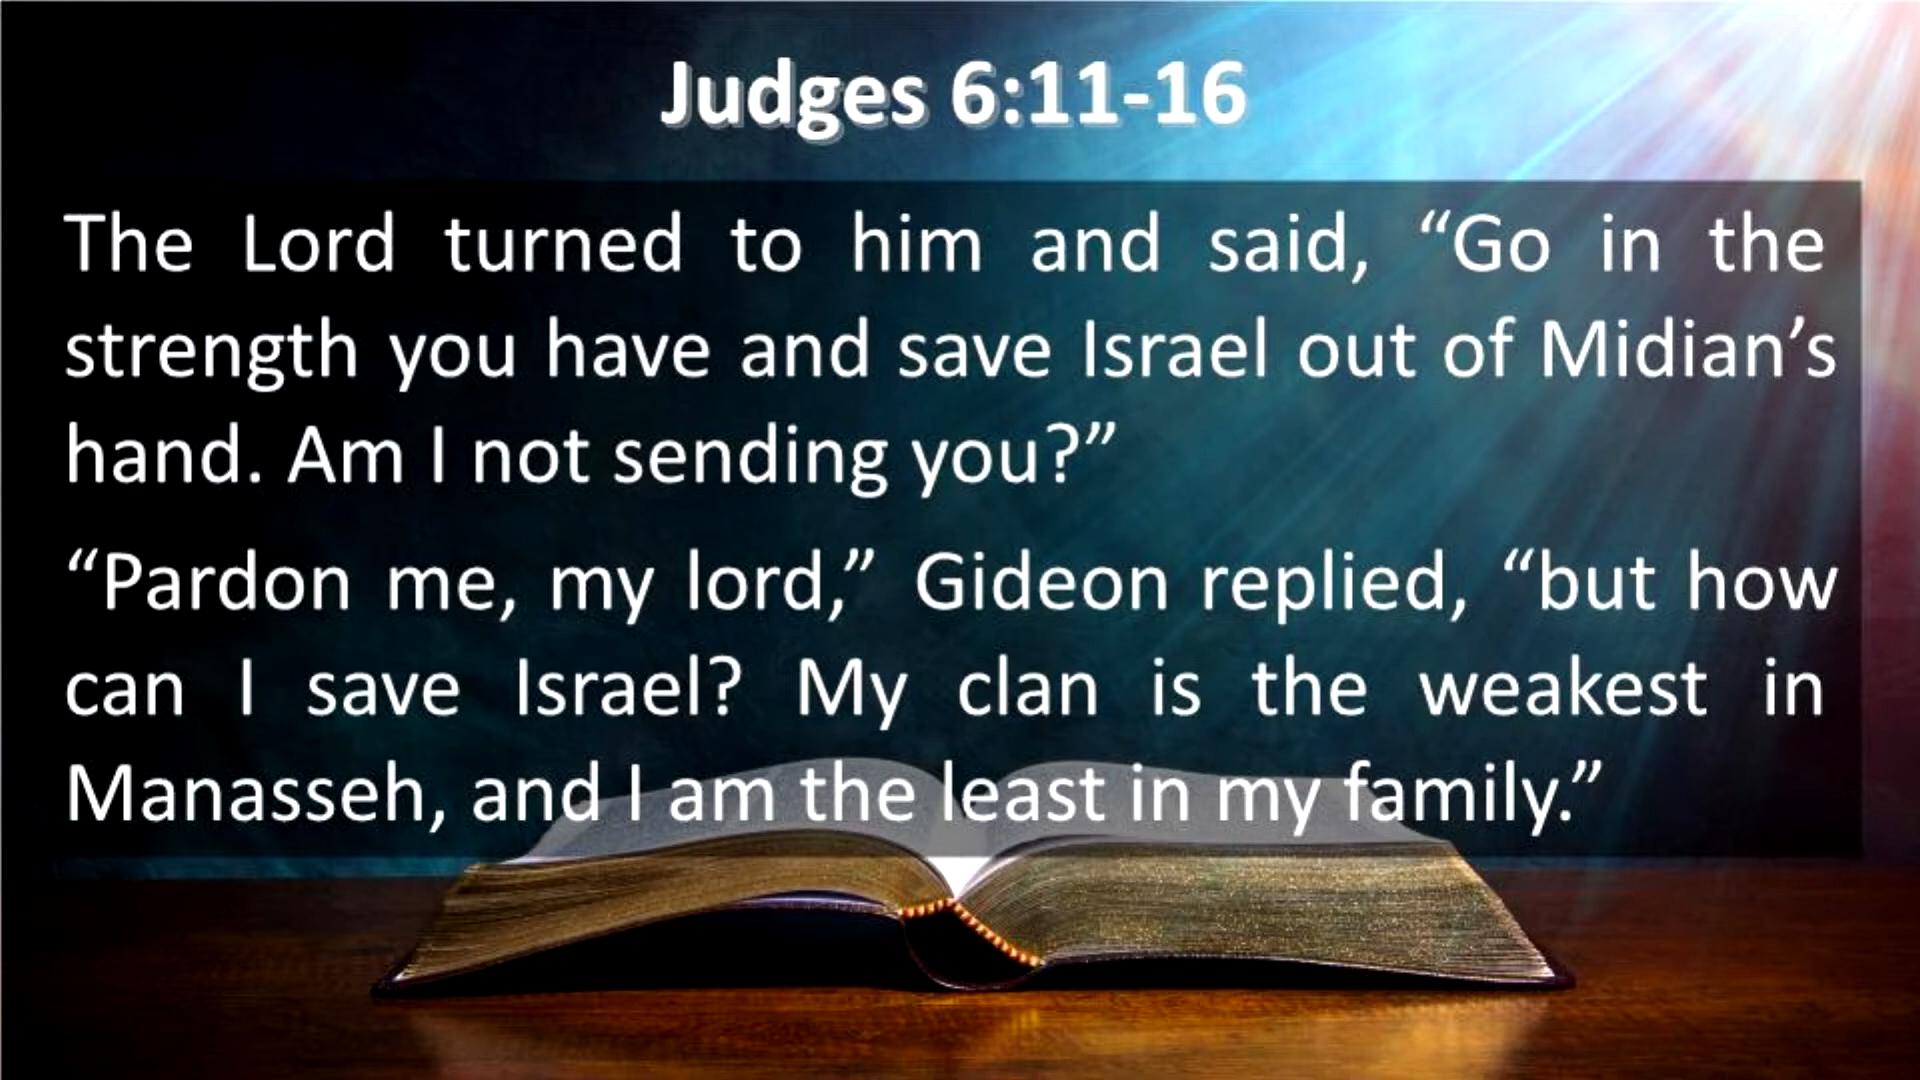 Judges 6:11-16
The Lord turned to him and said, “Go in the
strength you have and save Israel out of Midian’s
hand. Am I not sending you?”
“Pardon me, my lord,” Gideon replied, “but how
can I save Israel? My clan is the weakest in
Manasseh, and I am the least in my family.”